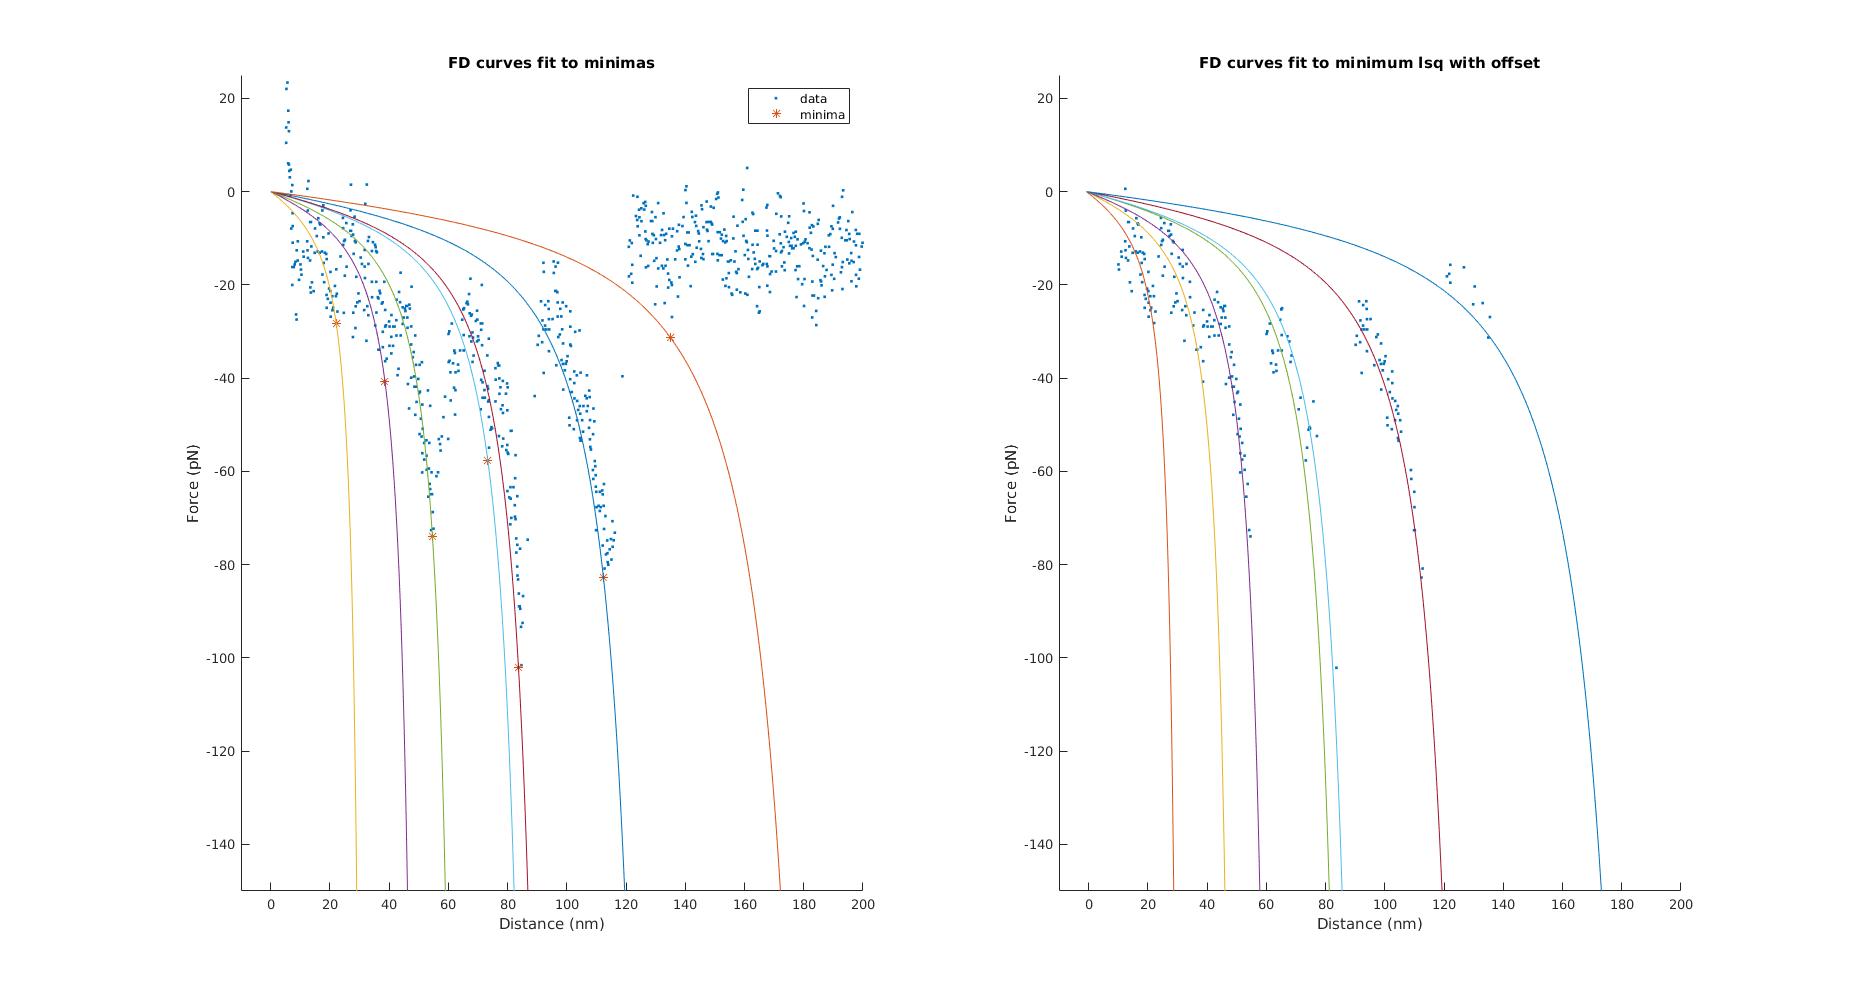 FD curves fit to minimas
20
0
-20
-40
-60
-80
-100
-120
-140
Force (pN)
data
minima
0 20 40 60 80 100 120 140 160 180 200
Distance (nm)
FD curves fit to minimum lsq with offset
20
0
-20
-40
-60
-80
-100
-120
-140
Force (pN)
0 20 40 60 80 100 120 140 160 180 200
Distance (nm)